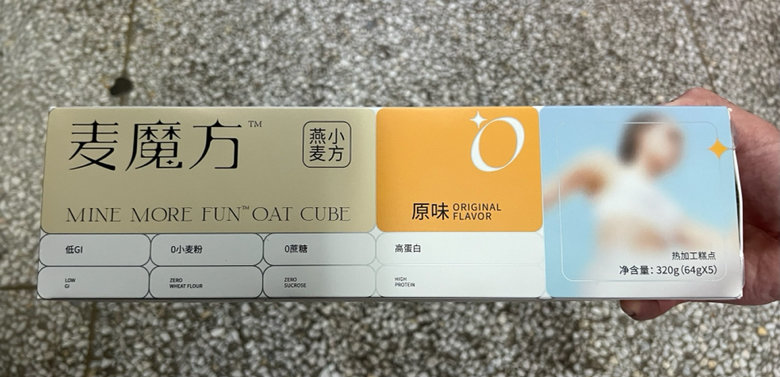 麦魔方™
燕小
麦方
MINE MORE FUN™ OAT CUBE
原味 ORIGINAL
FLAVOR
低GI
0小麦粉
0蔗糖
高蛋白
LOW
GI
ZERO
WHEAT FLOUR
ZERO
SUCROSE
HIGH
PROTEIN
热加工糕点
净含量：320g(64gX5)